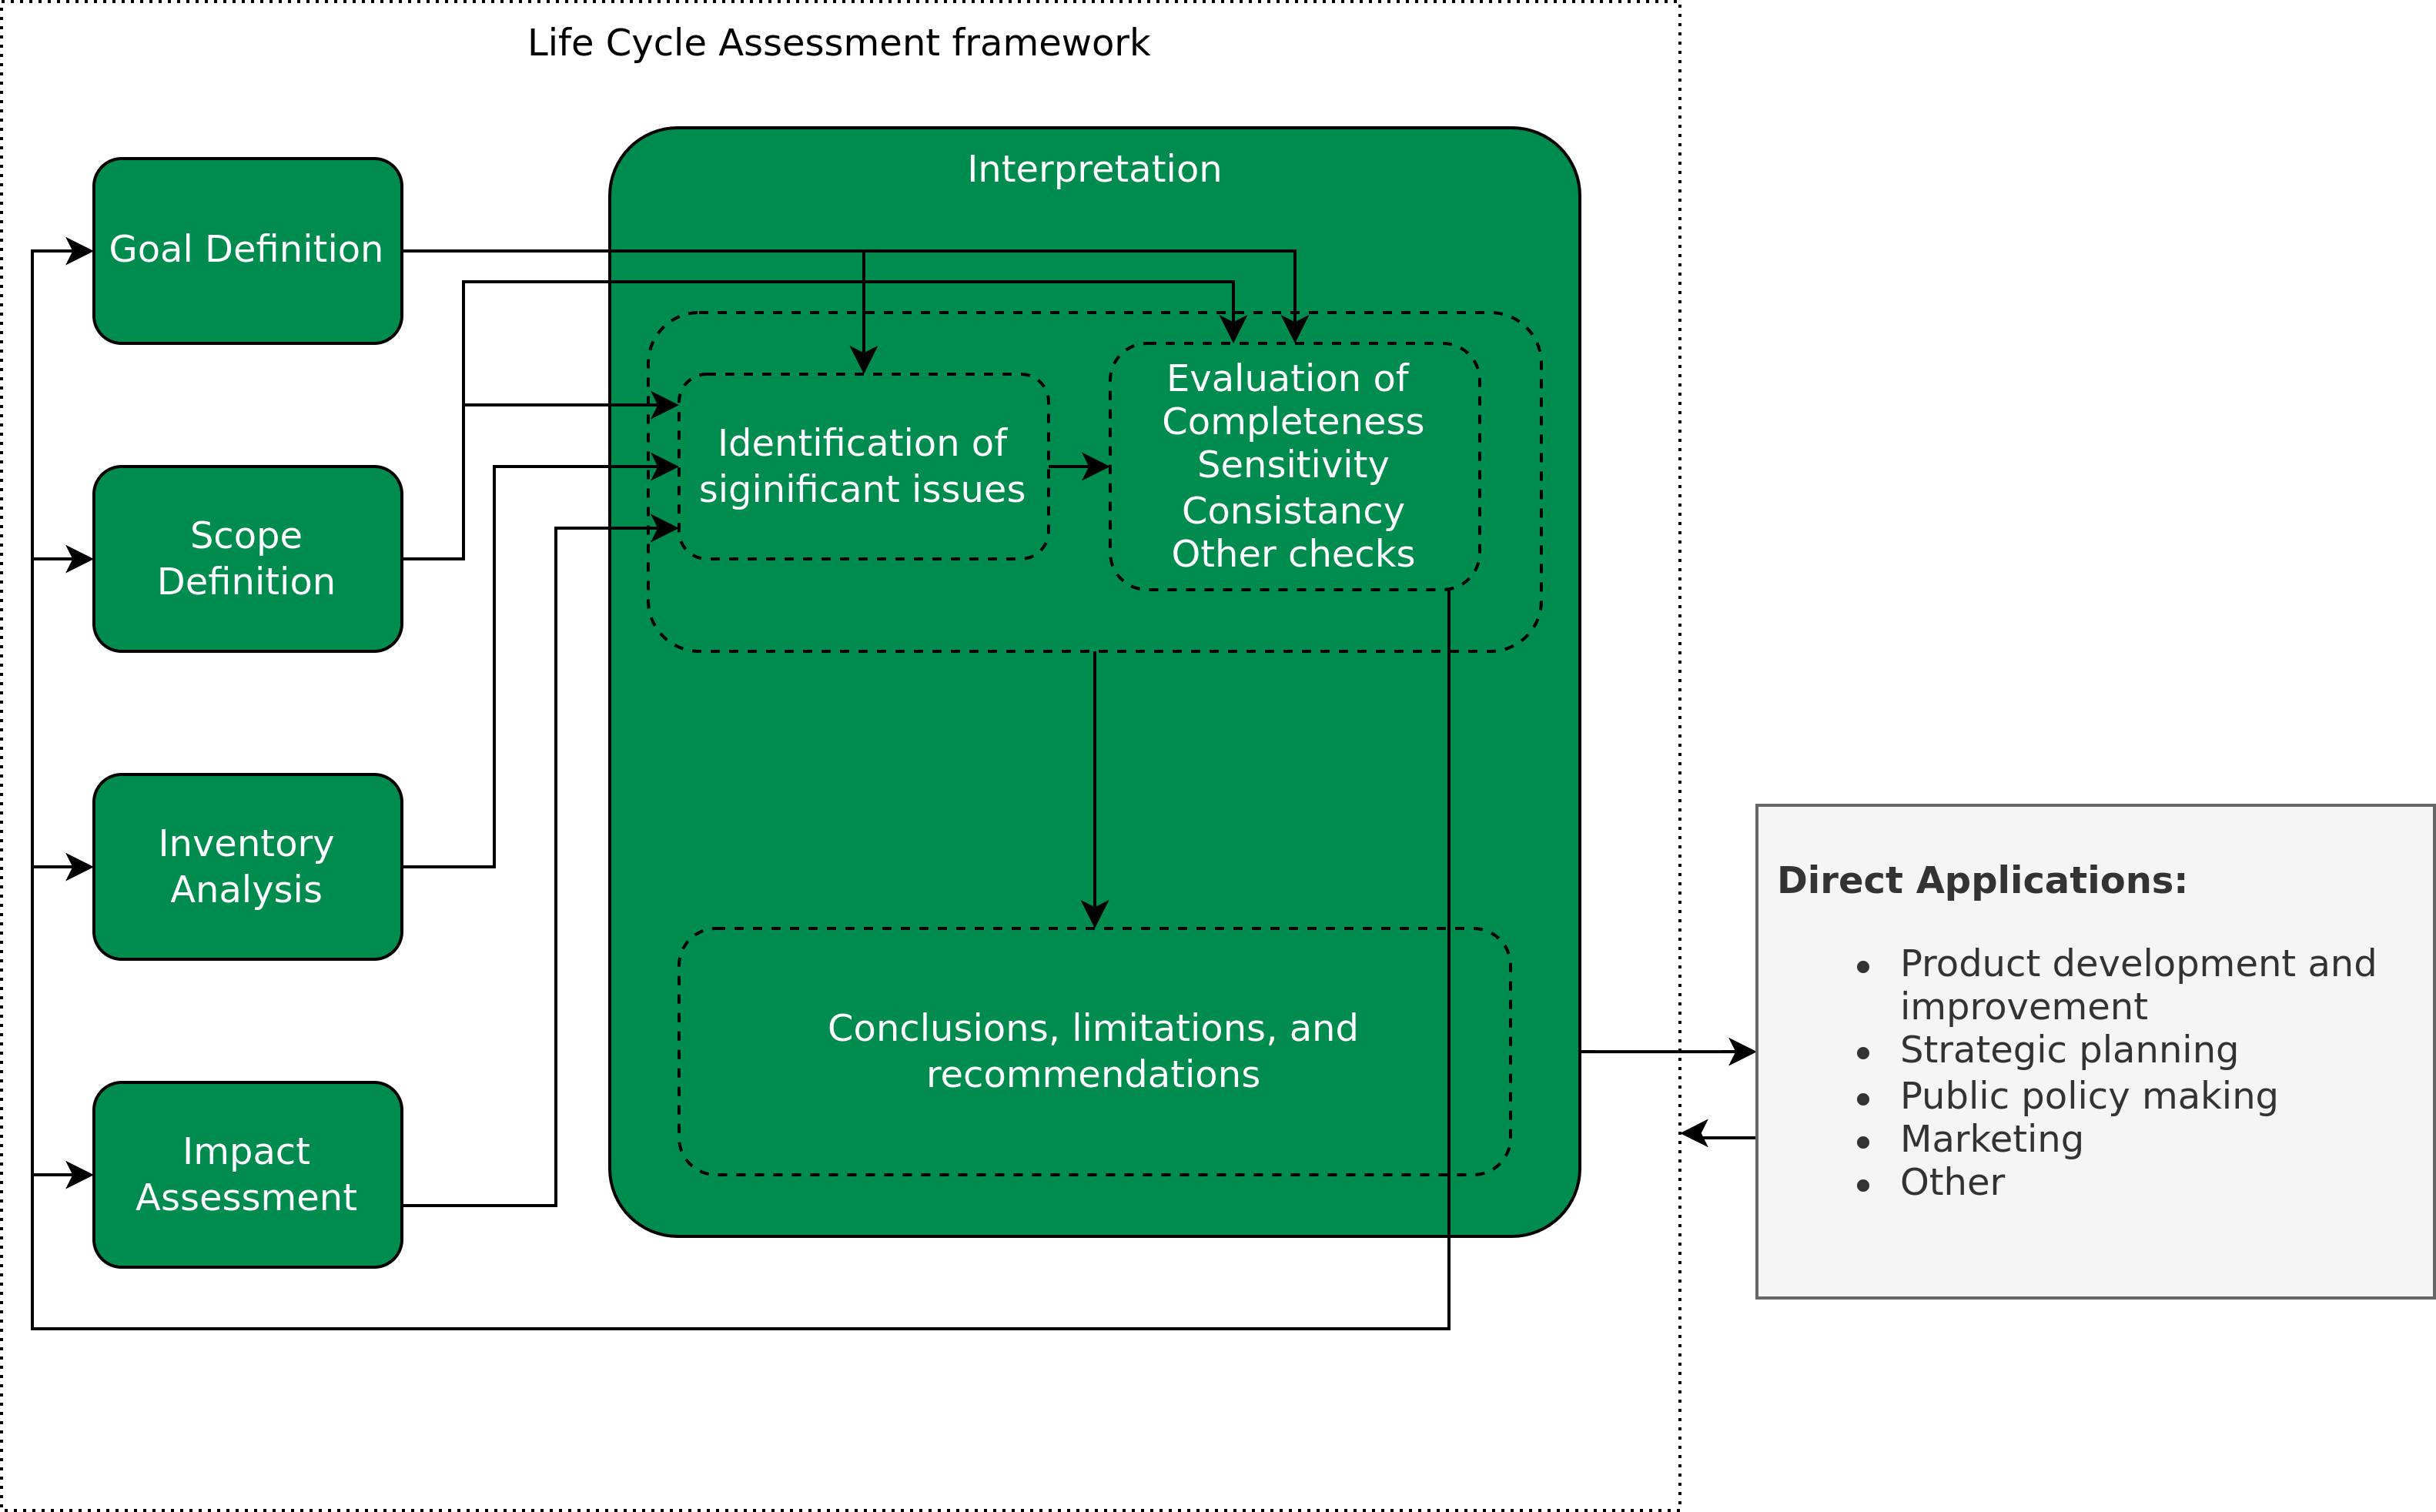 Life Cycle Assessment framework
Goal Definition
Scope
Definition
Inventory
Analysis
Impact
Assessment
Interpretation
Identification of
siginificant issues
Evaluation of
Completeness
Sensitivity
Consistancy
Other checks
Conclusions, limitations, and
recommendations
Direct Applications:
• Product development and
improvement
• Strategic planning
• Public policy making
• Marketing
• Other